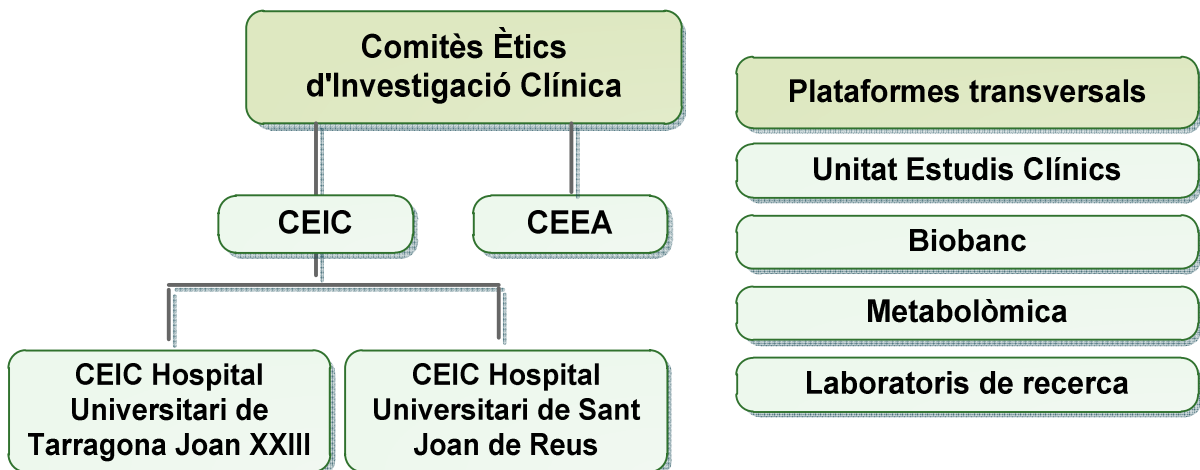 Comitès Ètics
d'Investigació Clínica
CEIC
CEEA
CEIC Hospital
Universitari de
Tarragona Joan XXIII
CEIC Hospital
Universitari de Sant
Joan de Reus
Plataformes transversals
Unitat Estudis Clínics
Biobanc
Metabolòmica
Laboratoris de recerca